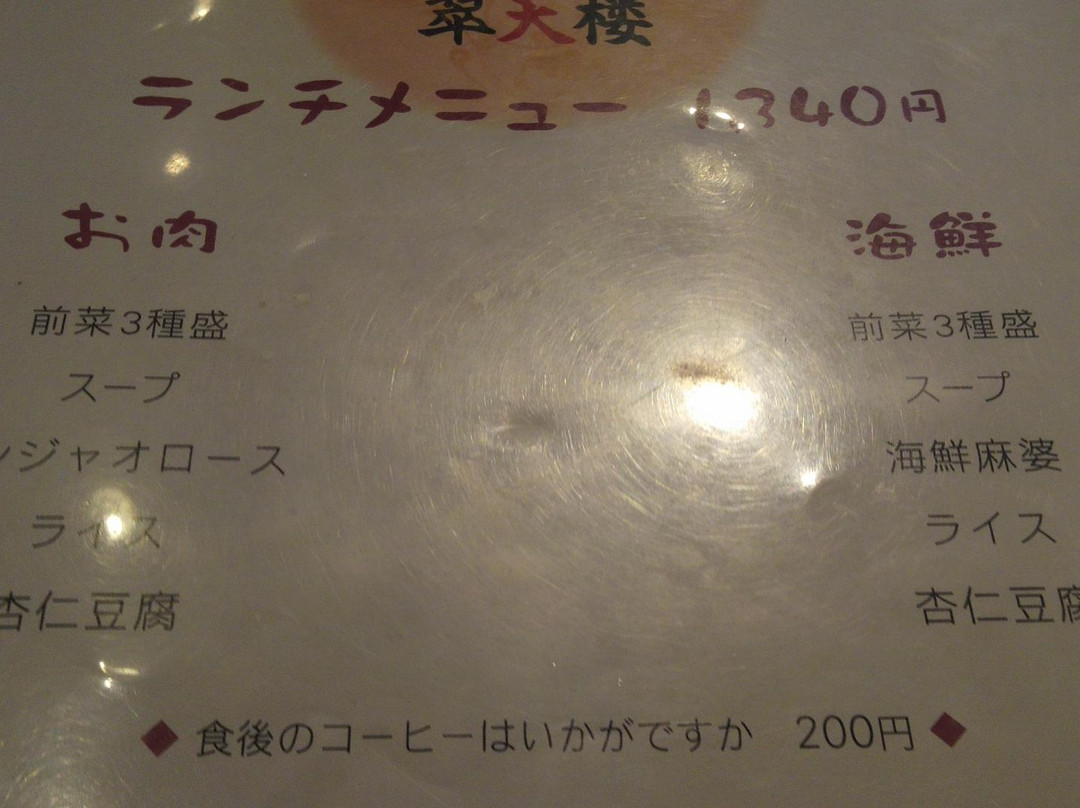 翠天楼
ランチメニュー 1,340円
お肉 海鮮
前菜3種盛 前菜3種盛
スープ スープ
ンジャオロース 海鮮麻婆
ライス ライス
杏仁豆腐 杏仁豆腐
◆ 食後のコーヒーはいかがですか 200円 ◆